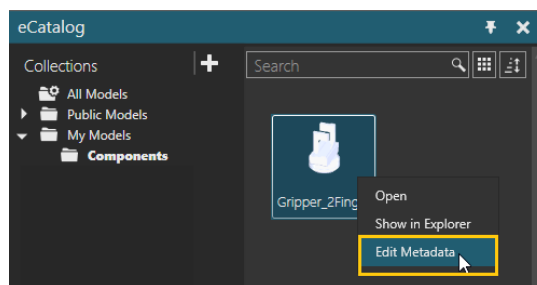 eCatalog
Collections
Search
All Models
Public Models
My Models
Components
Gripper_2Fing
Open
Show in Explorer
Edit Metadata